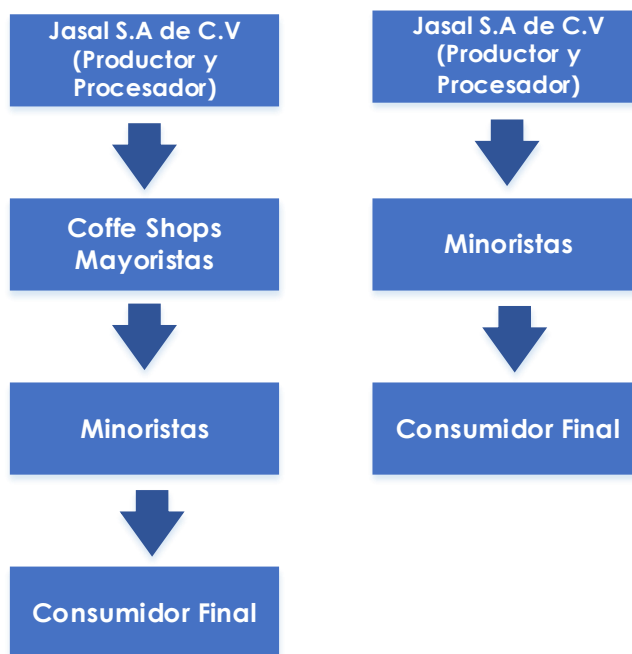 Jasal S.A de C.V
(Productor y
Procesador)
Coffe Shops
Mayoristas
Minoristas
Consumidor Final
Jasal S.A de C.V
(Productor y
Procesador)
Minoristas
Consumidor Final